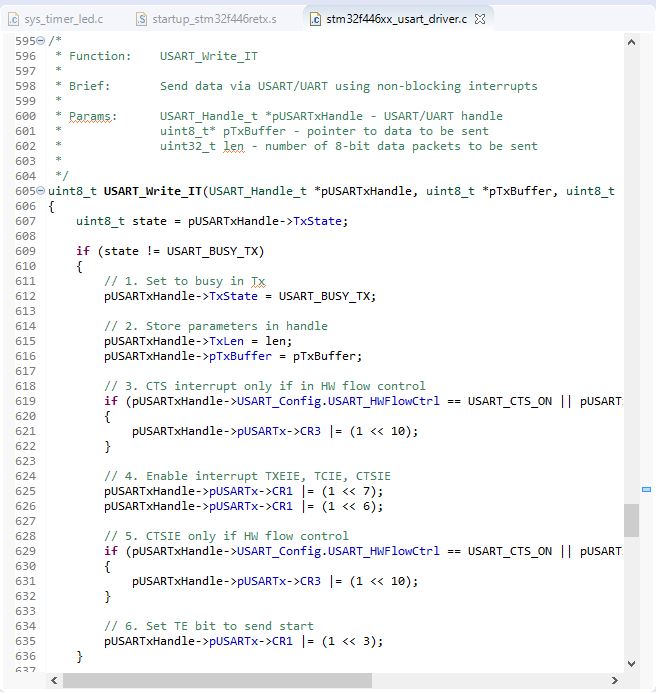 sys_timer_led.c startup_stm32f446retx.s stm32f446xx_usart_driver.c
595 /*
596 * Function: USART_Write_IT
597 *
598 * Brief: Send data via USART/UART using non-blocking interrupts
599 *
600 * Params: USART_Handle_t *pUSARTxHandle - USART/UART handle
601 * uint8_t* pTxBuffer - pointer to data to be sent
602 * uint32_t len - number of 8-bit data packets to be sent
603 *
604 */
605 uint8_t USART_Write_IT(USART_Handle_t *pUSARTxHandle, uint8_t *pTxBuffer, uint8_t
606 {
607 uint8_t state = pUSARTxHandle->TxState;
608
609 if (state != USART_BUSY_TX)
610 {
611 // 1. Set to busy in Tx
612 pUSARTxHandle->TxState = USART_BUSY_TX;
613
614 // 2. Store parameters in handle
615 pUSARTxHandle->TxLen = len;
616 pUSARTxHandle->pTxBuffer = pTxBuffer;
617
618 // 3. CTS interrupt only if in HW flow control
619 if (pUSARTxHandle->USART_Config.USART_HWFlowCtrl == USART_CTS_ON || pUSART
620 {
621 pUSARTxHandle->pUSARTx->CR3 |= (1 << 10);
622 }
623
624 // 4. Enable interrupt TXEIE, TCIE, CTSIE
625 pUSARTxHandle->pUSARTx->CR1 |= (1 << 7);
626 pUSARTxHandle->pUSARTx->CR1 |= (1 << 6);
627
628 // 5. CTSIE only if HW flow control
629 if (pUSARTxHandle->USART_Config.USART_HWFlowCtrl == USART_CTS_ON || pUSART
630 {
631 pUSARTxHandle->pUSARTx->CR3 |= (1 << 10);
632 }
633
634 // 6. Set TE bit to send start
635 pUSARTxHandle->pUSARTx->CR1 |= (1 << 3);
636 }
637